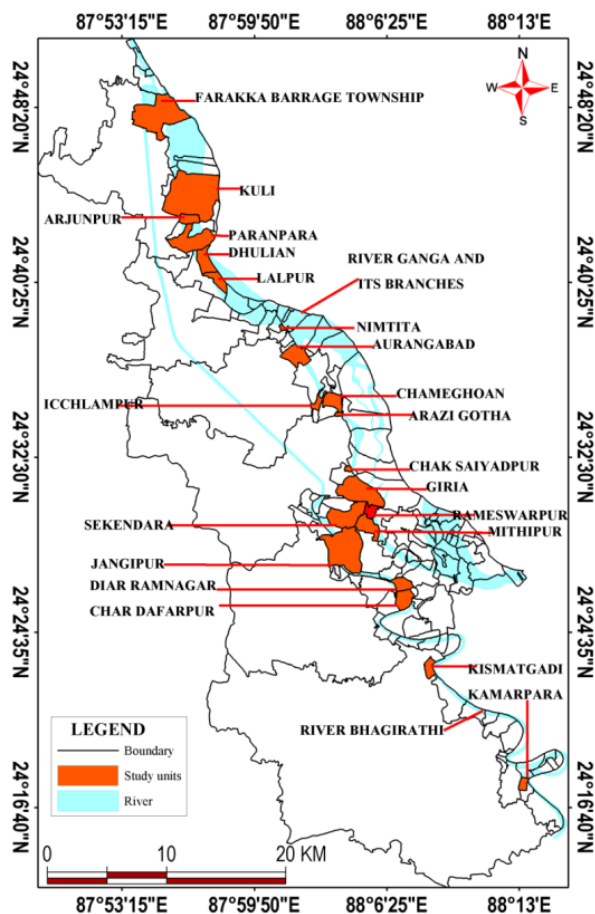 87°53'15"E 87°59'50"E 88°6'25"E 88°13'E
N
W E
S
24°48'20"N 24°48'20"N
FARAKKA BARRAGE TOWNSHIP
KULI
ARJUNPUR
PARANPARA
DHULIAN
RIVER GANGA AND
LALPUR
ITS BRANCHES
24°40'25"N 24°40'25"N
NIMTITA
AURANGABAD
CHAMEGHOAN
ICCHLAMPUR
ARAZI GOTHA
24°32'30"N 24°32'30"N
CHAK SAIYADPUR
GIRIA
RAMESWARPUR
SEKENDARA
MITHIPUR
JANGIPUR
DIAR RAMNAGAR
CHAR DAFARPUR
24°24'35"N 24°24'35"N
KISMATGADI
KAMARPARA
RIVER BHAGIRATHI
LEGEND
Boundary
Study units
River
24°16'40"N 24°16'40"N
0 10 20 KM
87°53'15"E 87°59'50"E 88°6'25"E 88°13'E